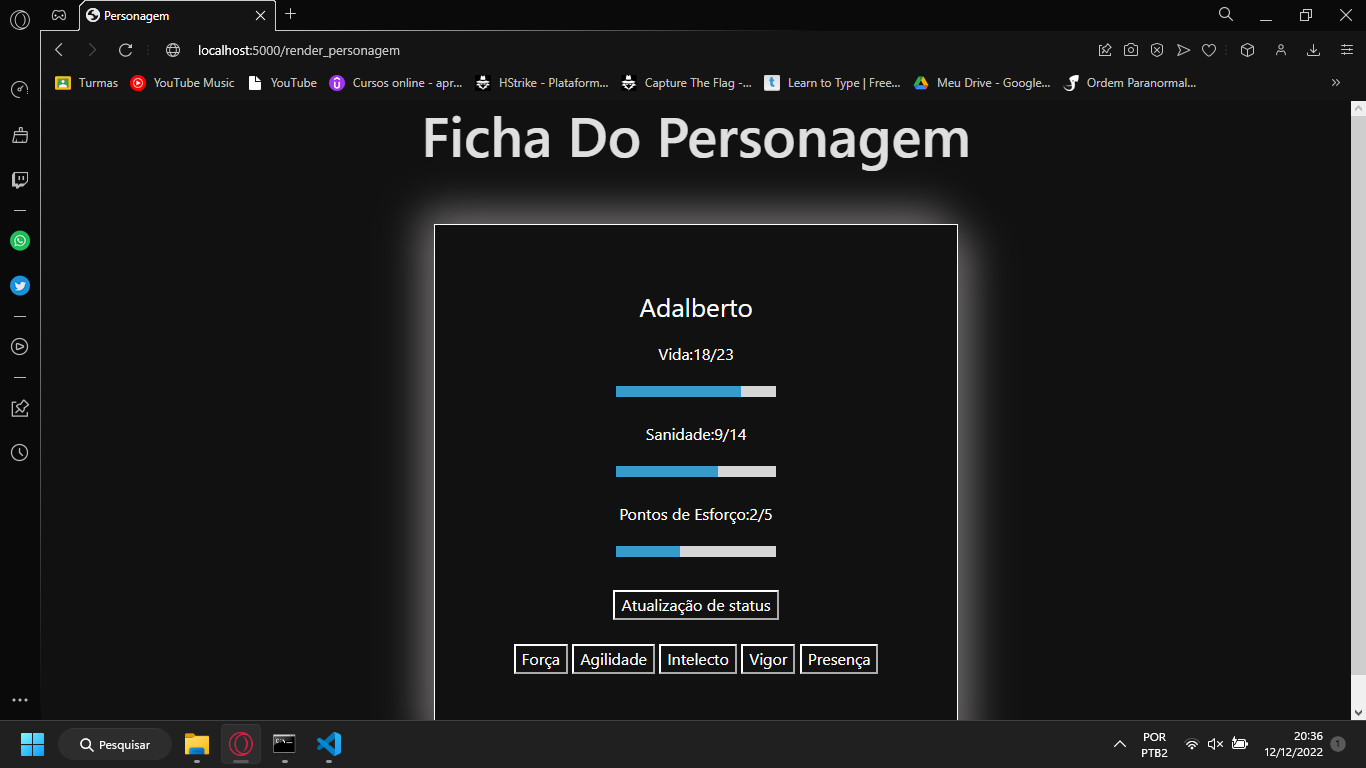 Personagem
localhost:5000/render_personagem
Turmas YouTube Music YouTube Cursos online - apr... HStrike - Plataform... Capture The Flag -... Learn to Type | Free... Meu Drive - Google... Ordem Paranormal...
Ficha Do Personagem
Adalberto
Vida:18/23
Sanidade:9/14
Pontos de Esforço:2/5
Atualização de status
Força Agilidade Intelecto Vigor Presença
Pesquisar
POR
PTB2
20:36
12/12/2022
1